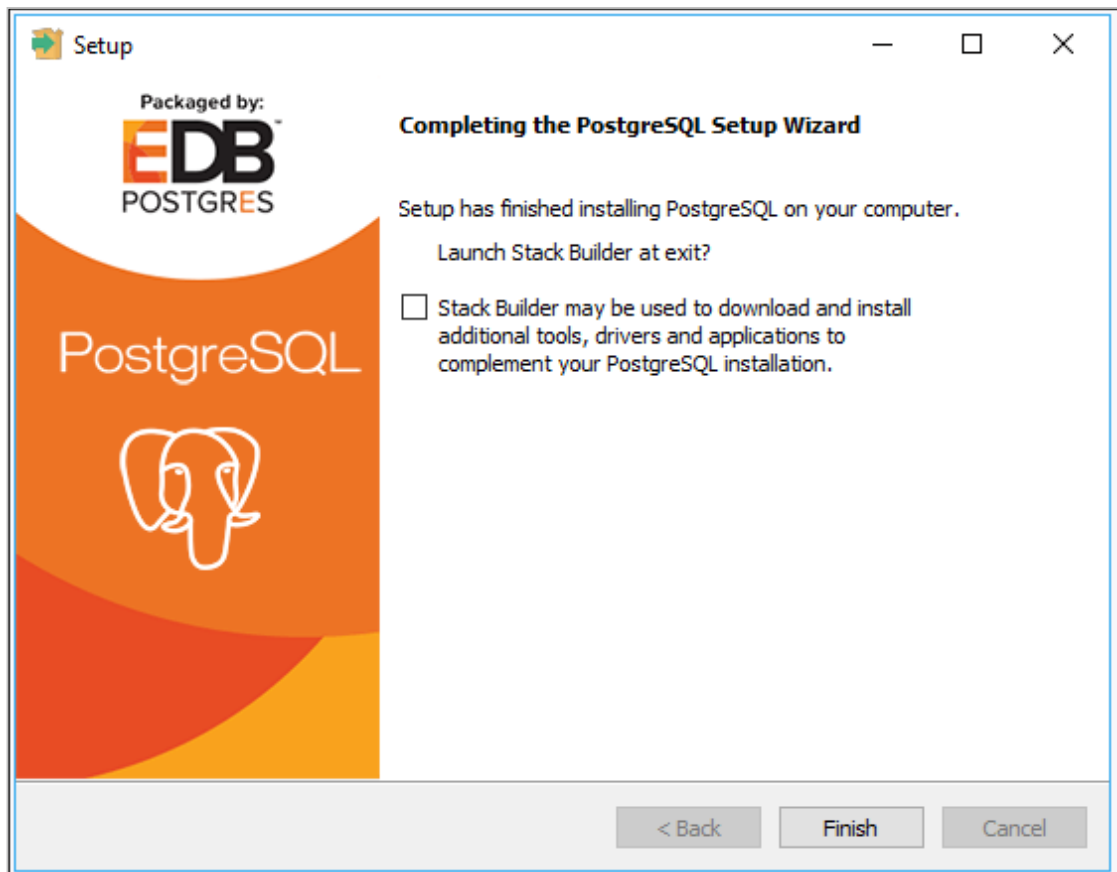 Setup
Packaged by:
EDB™
POSTGRES
PostgreSQL
Completing the PostgreSQL Setup Wizard
Setup has finished installing PostgreSQL on your computer.
Launch Stack Builder at exit?
Stack Builder may be used to download and install
additional tools, drivers and applications to
complement your PostgreSQL installation.
< Back
Finish
Cancel